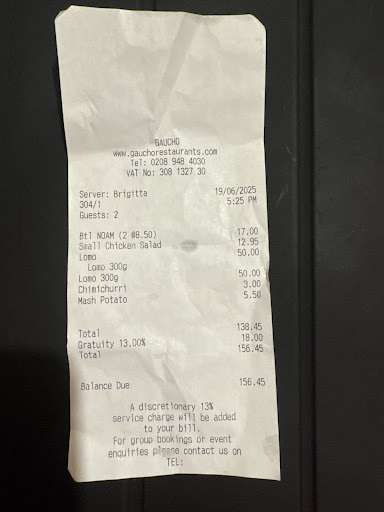 GAUCHO
www.gauchorestaurants.com
Tel: 0208 948 4030
VAT No: 308 1327 30
Server: Brigitta 19/06/2025
304/1 5:25 PM
Guests: 2
Btl NOAM (2 @8.50) 17.00
Small Chicken Salad 12.95
Lomo 50.00
Lomo 300g
Lomo 300g 50.00
Chimichurri 3.00
Mash Potato 5.50
Total 138.45
Gratuity 13.00% 18.00
Total 156.45
Balance Due 156.45
A discretionary 13%
service charge will be added
to your bill.
For group bookings or event
enquiries please contact us on
TEL: